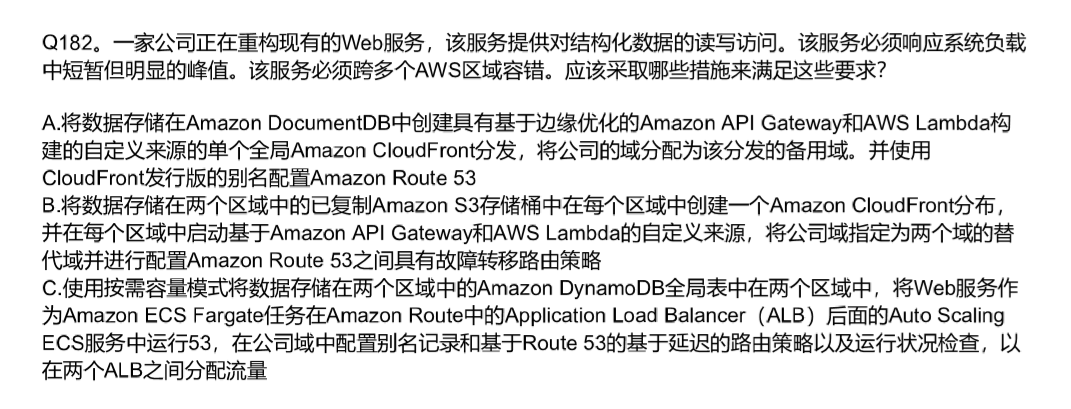 Q182。一家公司正在重构现有的Web服务，该服务提供对结构化数据的读写访问。该服务必须响应系统负载
中短暂但明显的峰值。该服务必须跨多个AWS区域容错。应该采取哪些措施来满足这些要求？
A.将数据存储在Amazon DocumentDB中创建具有基于边缘优化的Amazon API Gateway和AWS Lambda构
建的自定义来源的单个全局Amazon CloudFront分发，将公司的域分配为该分发的备用域。并使用
CloudFront发行版的别名配置Amazon Route 53
B.将数据存储在两个区域中的已复制Amazon S3存储桶中在每个区域中创建一个Amazon CloudFront分布，
并在每个区域中启动基于Amazon API Gateway和AWS Lambda的自定义来源，将公司域指定为两个域的替
代域并进行配置Amazon Route 53之间具有故障转移路由策略
C.使用按需容量模式将数据存储在两个区域中的Amazon DynamoDB全局表中在两个区域中，将Web服务作
为Amazon ECS Fargate任务在Amazon Route中的Application Load Balancer（ALB）后面的Auto Scaling
ECS服务中运行53，在公司域中配置别名记录和基于Route 53的基于延迟的路由策略以及运行状况检查，以
在两个ALB之间分配流量